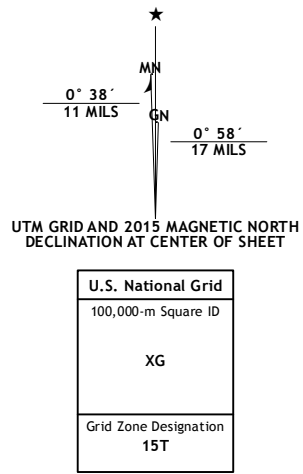 ★
MN
0° 38´
11 MILS
GN
0° 58´
17 MILS
UTM GRID AND 2015 MAGNETIC NORTH
DECLINATION AT CENTER OF SHEET
U.S. National Grid
100,000-m Square ID
XG
Grid Zone Designation
15T